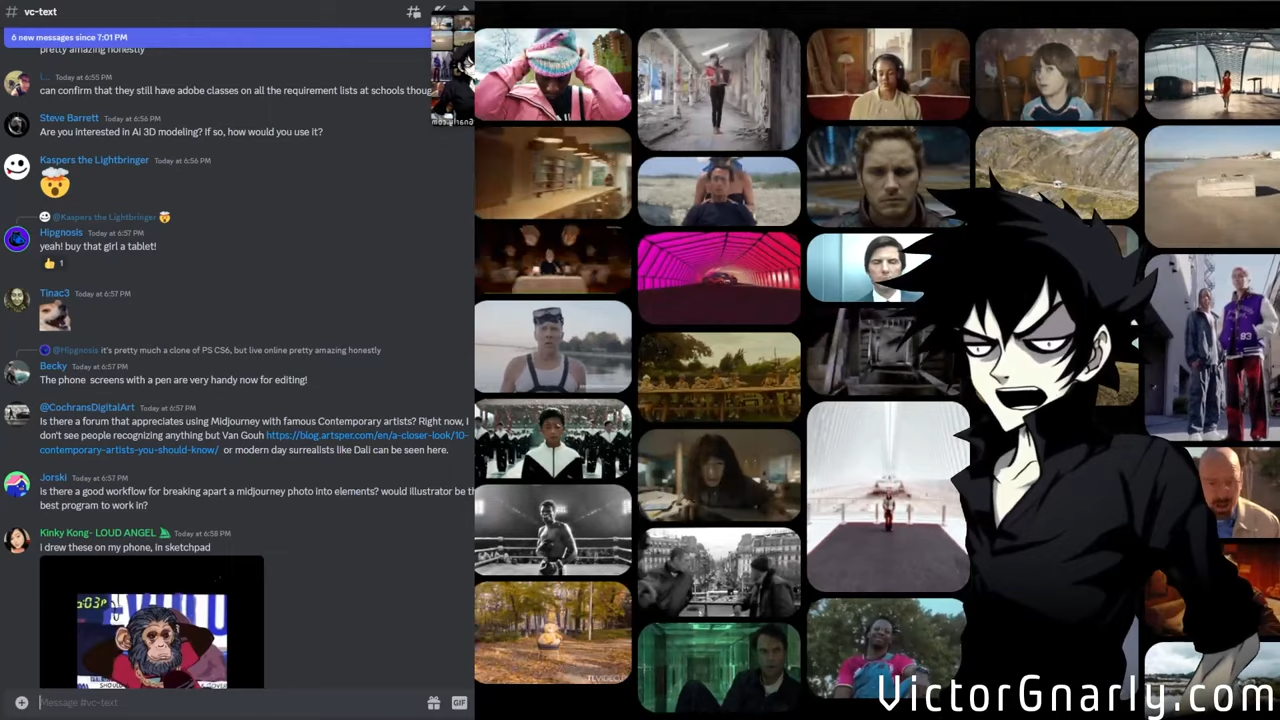 # vc-text
6 new messages since 7:01 PM
pretty amazing honestly
Today at 6:55 PM
can confirm that they still have adobe classes on all the requirement lists at schools thoug
Steve Barrett Today at 6:56 PM
Are you interested in Ai 3D modeling? If so, how would you use it?
Kaspers the Lightbringer Today at 6:56 PM
@Kaspers the Lightbringer
Hipgnosis Today at 6:57 PM
yeah! buy that girl a tablet!
1
Tinac3 Today at 6:57 PM
@Hipgnosis it's pretty much a clone of PS CS6, but live online pretty amazing honestly
Becky Today at 6:57 PM
The phone screens with a pen are very handy now for editing!
@CochransDigitalArt Today at 6:57 PM
Is there a forum that appreciates using Midjourney with famous Contemporary artists? Right now, I
don't see people recognizing anything but Van Gouh https://blog.artsper.com/en/a-closer-look/10-
contemporary-artists-you-should-know/ or modern day surrealists like Dali can be seen here.
Jorski Today at 6:57 PM
Is there a good workflow for breaking apart a midjourney photo into elements? would illustrator be th
best program to work in?
Kinky Kong- LOUD ANGEL Today at 6:58 PM
I drew these on my phone, in sketchpad
Message #vc-text
GIF
93
VictorGnarly.com